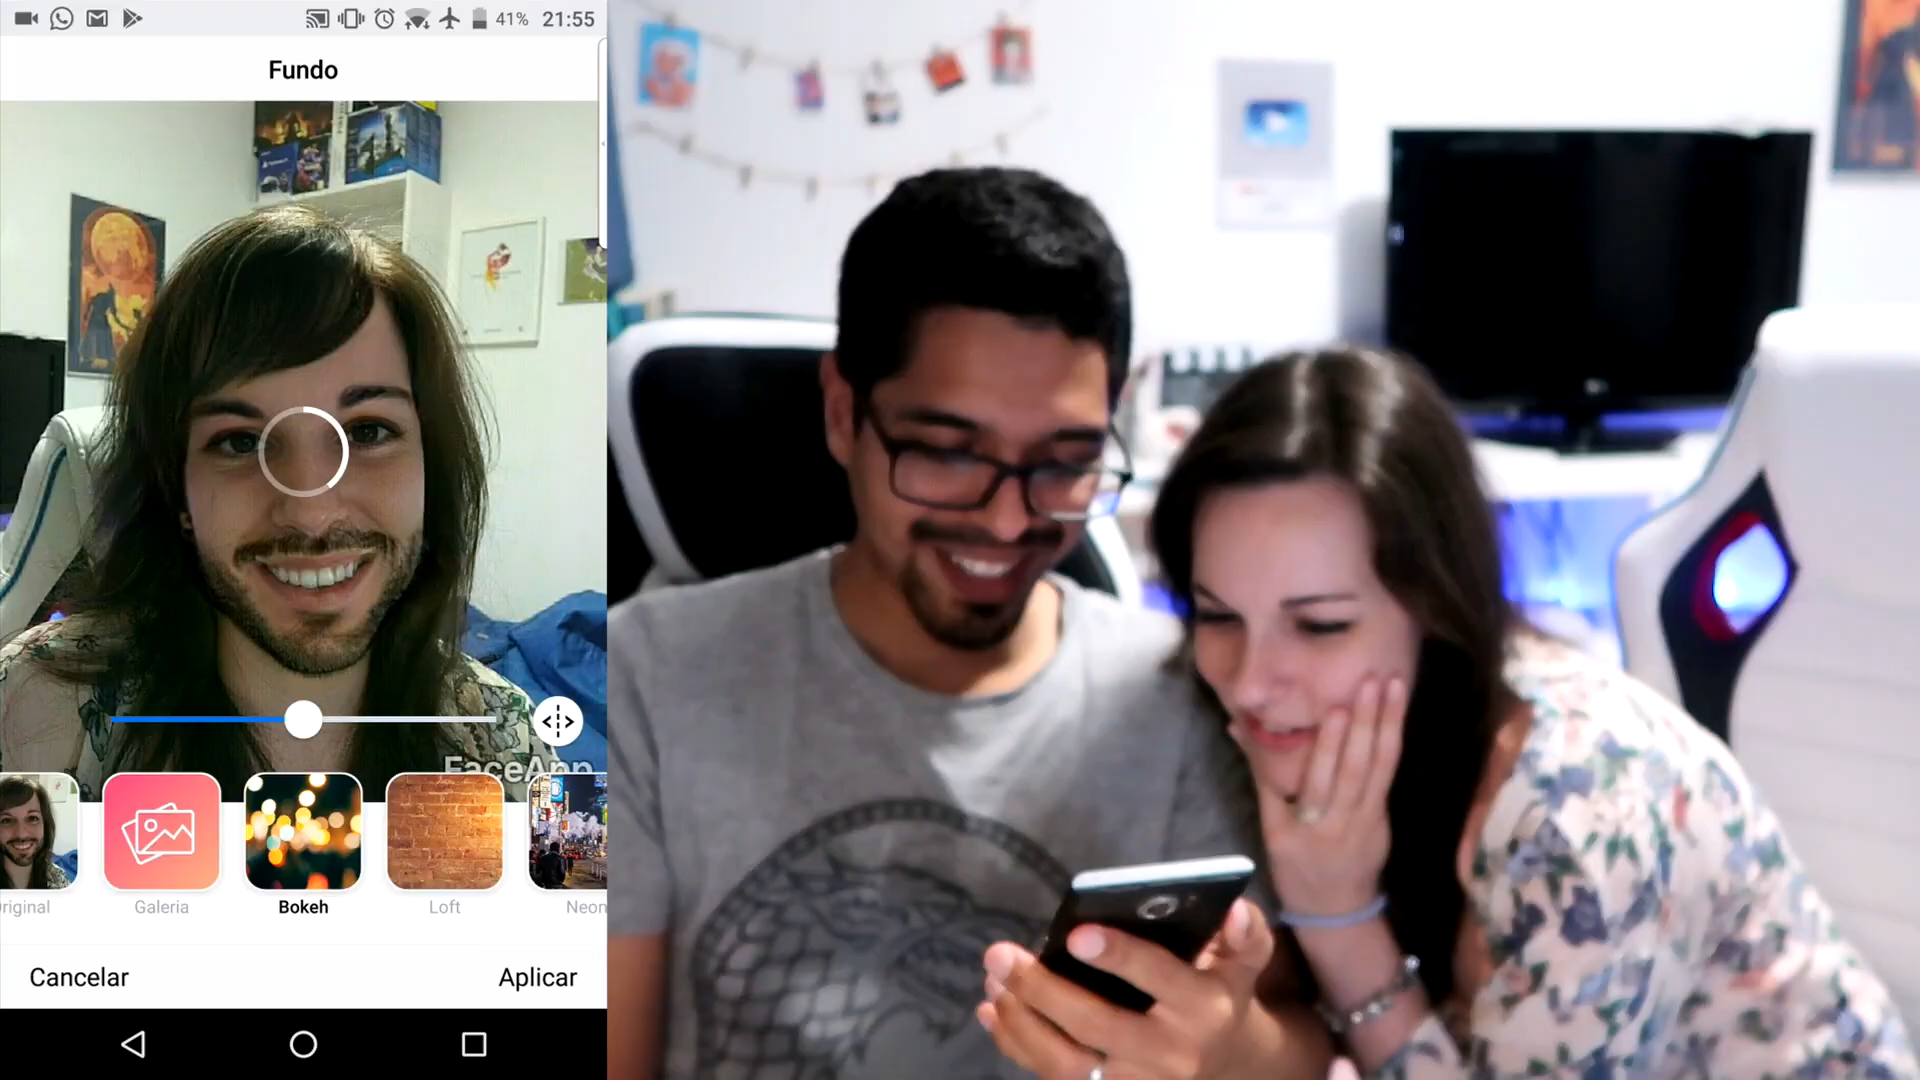 41% 21:55
Fundo
FaceApp
riginal Galeria Bokeh Loft Neon
Cancelar Aplicar